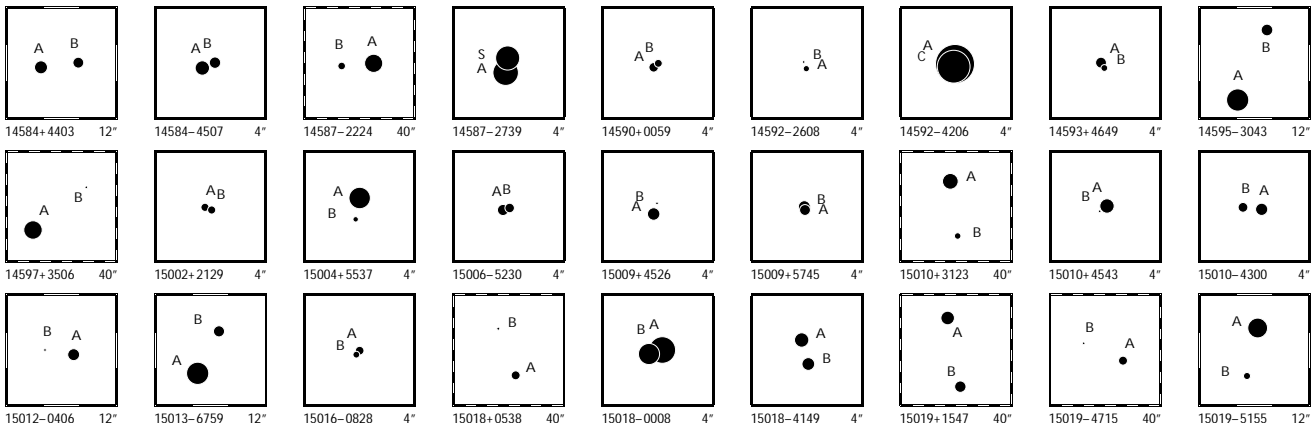 A B A B B A S A B A B A A C A B B A
14584+4403 12″ 14584−4507 4″ 14587−2224 40″ 14587−2739 4″ 14590+0059 4″ 14592−2608 4″ 14592−4206 4″ 14593+4649 4″ 14595−3043 12″
A B A B A B A B B A B A A B A B B A
14597+3506 40″ 15002+2129 4″ 15004+5537 4″ 15006−5230 4″ 15009+4526 4″ 15009+5745 4″ 15010+3123 40″ 15010+4543 4″ 15010−4300 4″
B A B A A B B A B A A B A B B A A B
15012−0406 12″ 15013−6759 12″ 15016−0828 4″ 15018+0538 40″ 15018−0008 4″ 15018−4149 4″ 15019+1547 40″ 15019−4715 40″ 15019−5155 12″